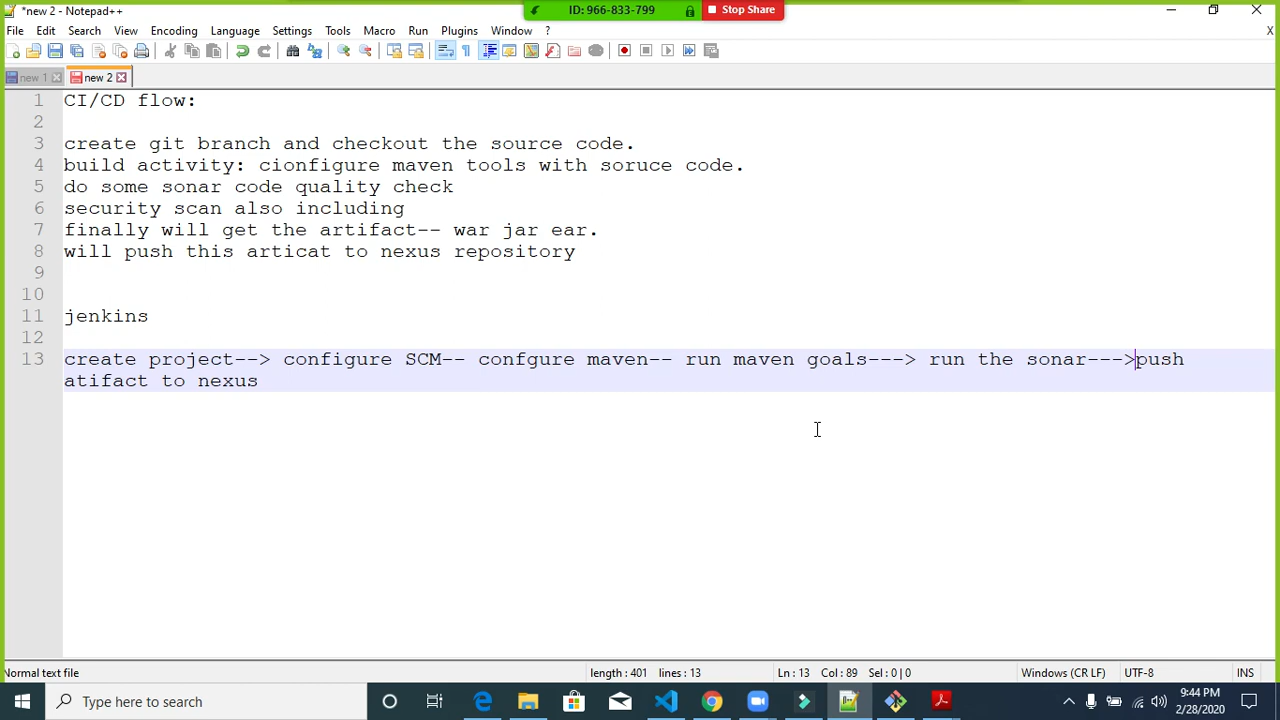 *new 2 - Notepad++
ID: 966-833-799
Stop Share
File Edit Search View Encoding Language Settings Tools Macro Run Plugins Window ? X
new 1 new 2
1 CI/CD flow:
2
3 create git branch and checkout the source code.
4 build activity: cionfigure maven tools with soruce code.
5 do some sonar code quality check
6 security scan also including
7 finally will get the artifact-- war jar ear.
8 will push this articat to nexus repository
9
10
11 jenkins
12
13 create project--> configure SCM-- confgure maven-- run maven goals---> run the sonar--->push
atifact to nexus
Normal text file length : 401 lines : 13 Ln : 13 Col : 89 Sel : 0 | 0 Windows (CR LF) UTF-8 INS
Type here to search
9:44 PM
2/28/2020